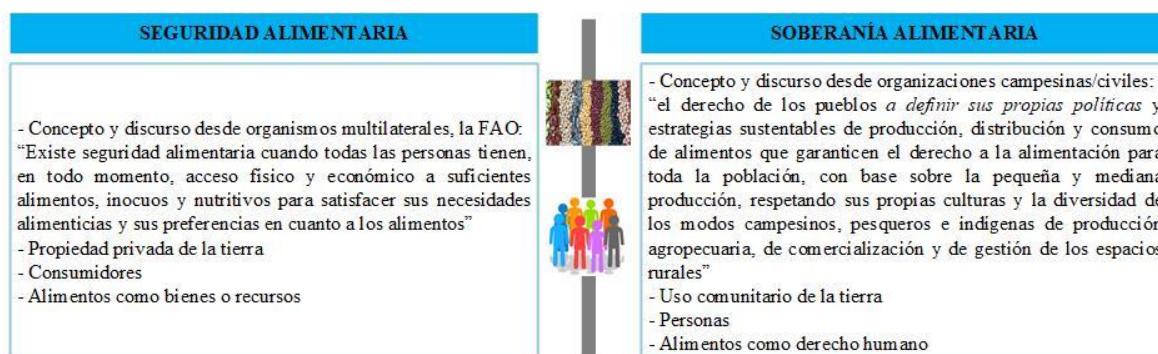 SEGURIDAD ALIMENTARIA
- Concepto y discurso desde organismos multilaterales, la FAO:
“Existe seguridad alimentaria cuando todas las personas tienen,
en todo momento, acceso físico y económico a suficientes
alimentos, inocuos y nutritivos para satisfacer sus necesidades
alimenticias y sus preferencias en cuanto a los alimentos”
- Propiedad privada de la tierra
- Consumidores
- Alimentos como bienes o recursos
SOBERANÍA ALIMENTARIA
- Concepto y discurso desde organizaciones campesinas/civiles:
“el derecho de los pueblos a definir sus propias políticas y
estrategias sustentables de producción, distribución y consumo
de alimentos que garanticen el derecho a la alimentación para
toda la población, con base sobre la pequeña y mediana
producción, respetando sus propias culturas y la diversidad de
los modos campesinos, pesqueros e indígenas de producción
agropecuaria, de comercialización y de gestión de los espacios
rurales”
- Uso comunitario de la tierra
- Personas
- Alimentos como derecho humano